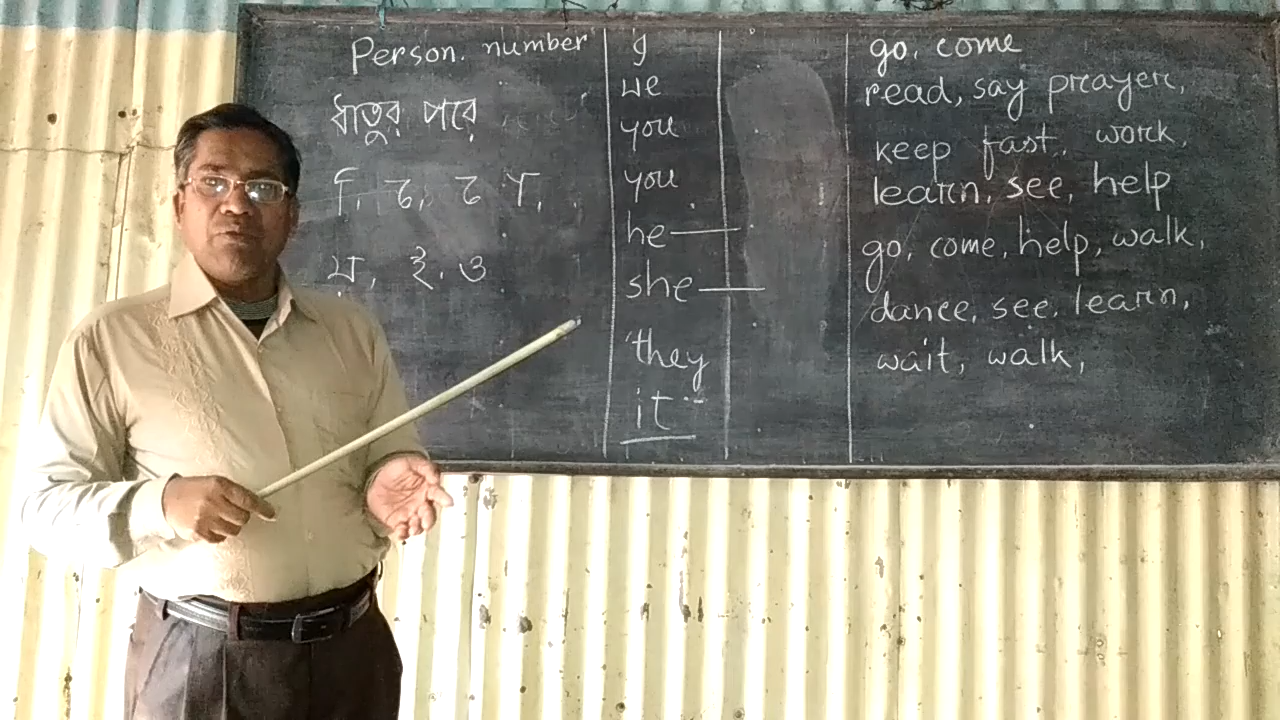 Person. number
ধাতুর পরে
য়, ই, ও
I
we
you
you
he
she
they
it
go, come
read, say prayer,
keep fast, work,
learn, see, help
go, come, help, walk,
dance, see, learn,
wait, walk,